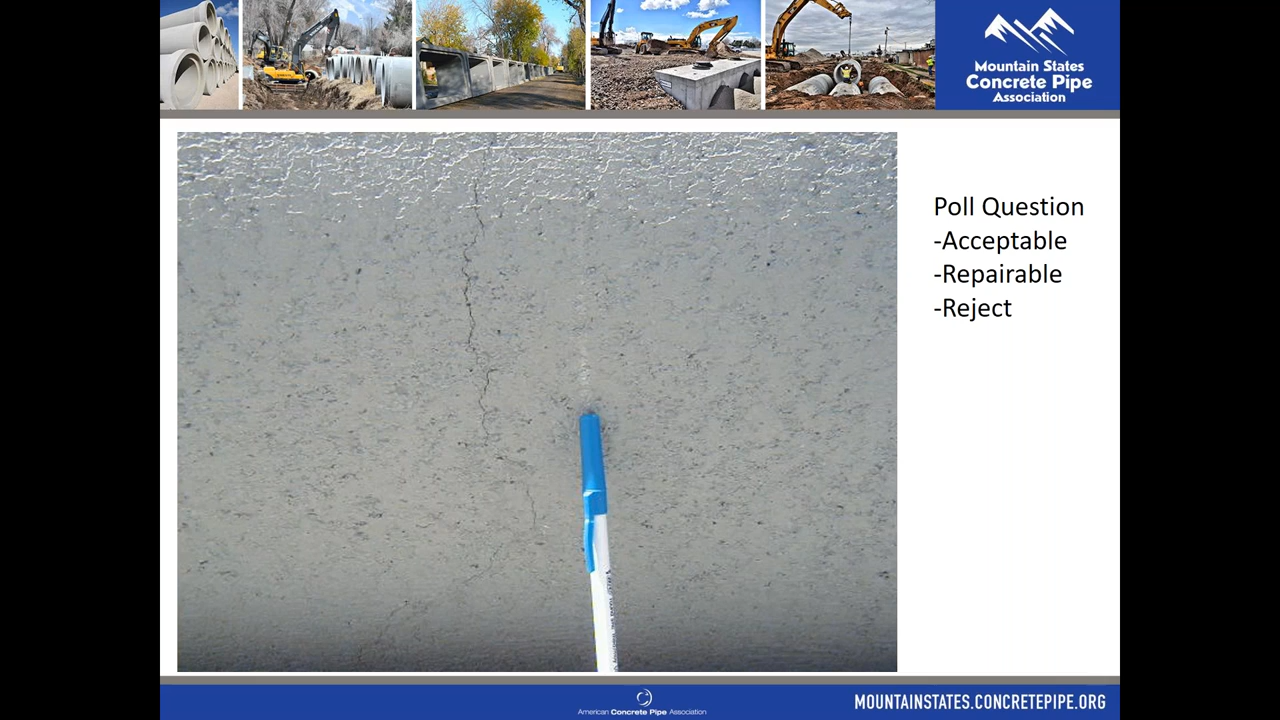 Mountain States
Concrete Pipe
Association
Poll Question
-Acceptable
-Repairable
-Reject
American Concrete Pipe Association
MOUNTAINSTATES.CONCRETEPIPE.ORG